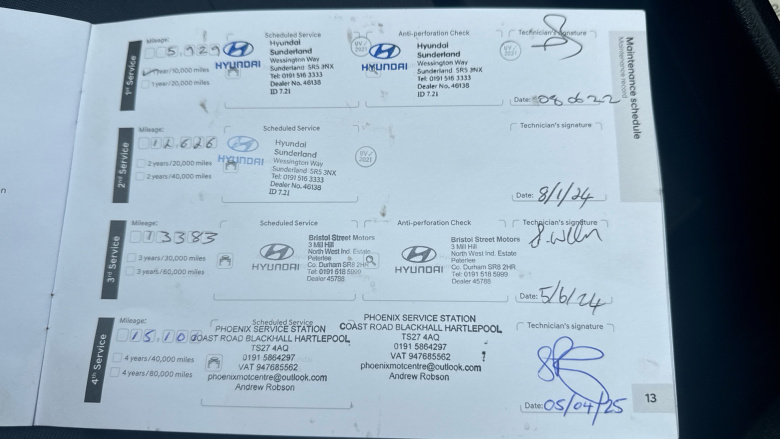 Maintenance schedule
Maintenance record
1st Service
Mileage:
5.929
year/10,000 miles
1 year/20,000 miles
Scheduled Service
HYUNDAI
Hyundai
Sunderland
Wessington Way
Sunderland SR5 3NX
Tel: 0191 516 3333
Dealer No. 46138
ID 7.21
BV/
2021
Anti-perforation Check
HYUNDAI
Hyundai
Sunderland
Wessington Way
Sunderland SR5 3NX
Tel: 0191 516 3333
Dealer No. 46138
ID 7.21
BV/
2021
Technician's signature
Date: 080622
2nd Service
Mileage:
12.626
2 years/20,000 miles
2 years/40,000 miles
Scheduled Service
HYUNDAI
Hyundai
Sunderland
Wessington Way
Sunderland SR5 3NX
Tel: 0191 516 3333
Dealer No. 46138
ID 7.21
BV/
2021
Technician's signature
Date: 8/1/24
3rd Service
Mileage:
13383
3 years/30,000 miles
3 years/60,000 miles
Scheduled Service
HYUNDAI
Bristol Street Motors
3 Mill Hill
North West Ind. Estate
Peterlee
Co. Durham SR8 2HR
Tel: 0191 518 5999
Dealer 45788
Anti-perforation Check
HYUNDAI
Bristol Street Motors
3 Mill Hill
North West Ind. Estate
Peterlee
Co. Durham SR8 2HR
Tel: 0191 518 5999
Dealer 45788
Technician's signature
Date: 5/6/24
4th Service
Mileage:
15.100
4 years/40,000 miles
4 years/80,000 miles
Scheduled Service
PHOENIX SERVICE STATION
COAST ROAD BLACKHALL HARTLEPOOL
TS27 4AQ
0191 5864297
VAT 947685562
phoenixmotcentre@outlook.com
Andrew Robson
PHOENIX SERVICE STATION
COAST ROAD BLACKHALL HARTLEPOOL
TS27 4AQ
0191 5864297
VAT 947685562
phoenixmotcentre@outlook.com
Andrew Robson
Technician's signature
Date: 05/04/25
13